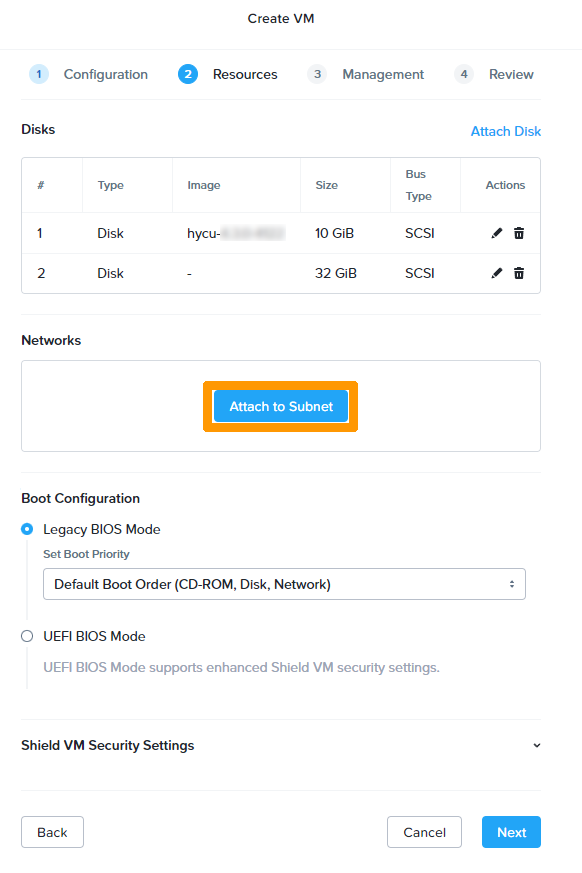 Create VM
1 Configuration 2 Resources 3 Management 4 Review
Disks Attach Disk
# Type Image Size Bus Type Actions
1 Disk hycu- 10 GiB SCSI
2 Disk - 32 GiB SCSI
Networks
Attach to Subnet
Boot Configuration
Legacy BIOS Mode
Set Boot Priority
Default Boot Order (CD-ROM, Disk, Network)
UEFI BIOS Mode
UEFI BIOS Mode supports enhanced Shield VM security settings.
Shield VM Security Settings
Back Cancel Next